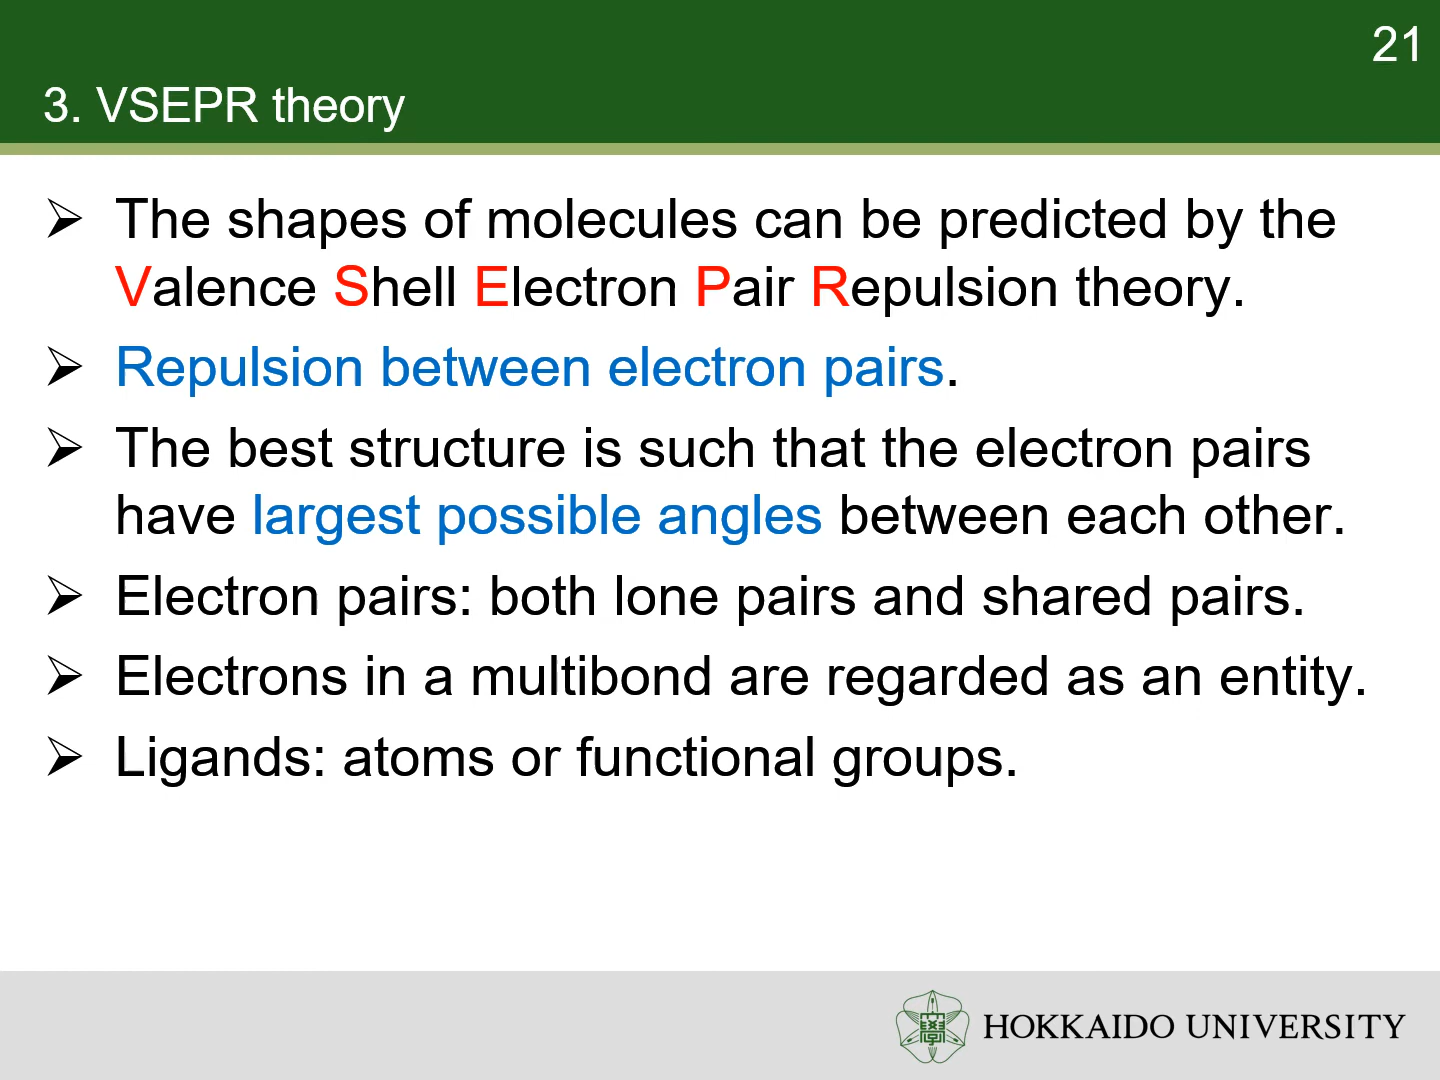 21
3. VSEPR theory
➢ The shapes of molecules can be predicted by the
Valence Shell Electron Pair Repulsion theory.
➢ Repulsion between electron pairs.
➢ The best structure is such that the electron pairs
have largest possible angles between each other.
➢ Electron pairs: both lone pairs and shared pairs.
➢ Electrons in a multibond are regarded as an entity.
➢ Ligands: atoms or functional groups.
HOKKAIDO UNIVERSITY